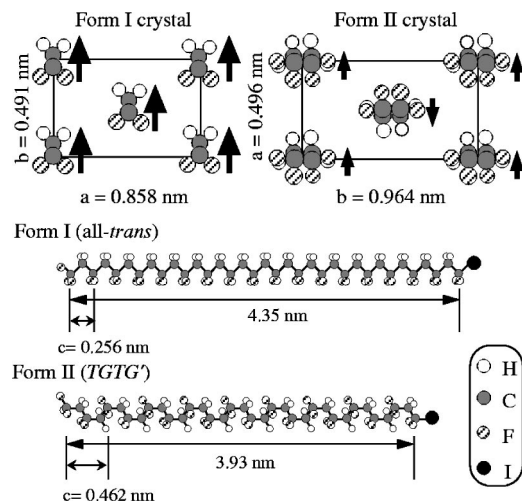 Form I crystal
Form II crystal
b = 0.491 nm
a = 0.858 nm
a = 0.496 nm
b = 0.964 nm
Form I (all-trans)
4.35 nm
c= 0.256 nm
Form II (TGTG′)
3.93 nm
c= 0.462 nm
H
C
F
I